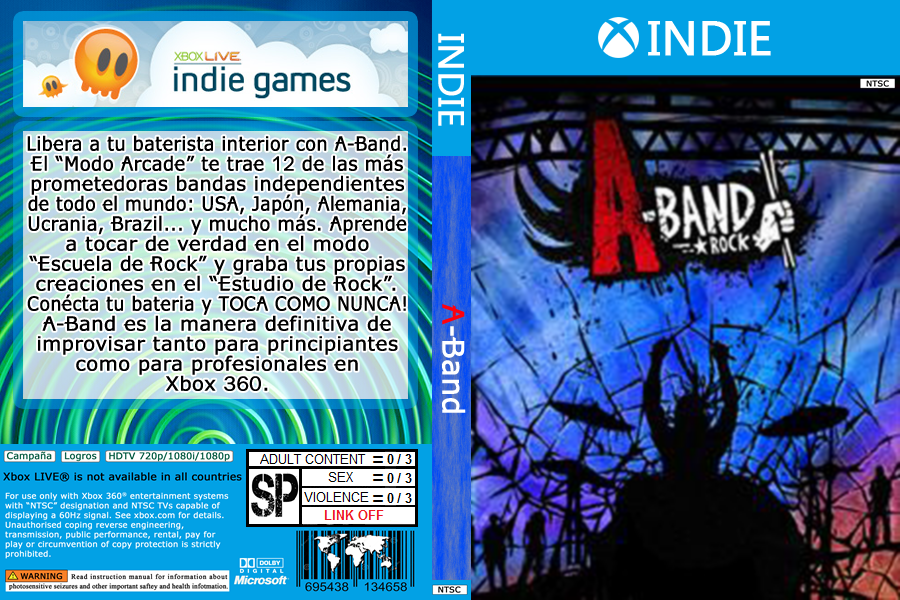 XBOX LIVE
indie games
Libera a tu baterista interior con A-Band.
El “Modo Arcade” te trae 12 de las más
prometedoras bandas independientes
de todo el mundo: USA, Japón, Alemania,
Ucrania, Brazil... y mucho más. Aprende
a tocar de verdad en el modo
“Escuela de Rock” y graba tus propias
creaciones en el “Estudio de Rock”.
Conécta tu bateria y TOCA COMO NUNCA!
A-Band es la manera definitiva de
improvisar tanto para principiantes
como para profesionales en
Xbox 360.
Campaña Logros HDTV 720p/1080i/1080p
Xbox LIVE® is not available in all countries
For use only with Xbox 360® entertainment systems
with “NTSC” designation and NTSC TVs capable of
displaying a 60Hz signal. See xbox.com for details.
Unauthorised coping reverse engineering,
transmission, public performance, rental, pay for
play or circumvention of copy protection is strictly
prohibited.
WARNING Read instruction manual for information about
photosensitive seizures and other important saftey and health infotmation.
ADULT CONTENT = 0 / 3
SP
SEX = 0 / 3
VIOLENCE = 0 / 3
LINK OFF
DOLBY
DIGITAL
Microsoft
695438 134658
INDIE
A-Band
NTSC
INDIE
NTSC
A-BAND
ROCK